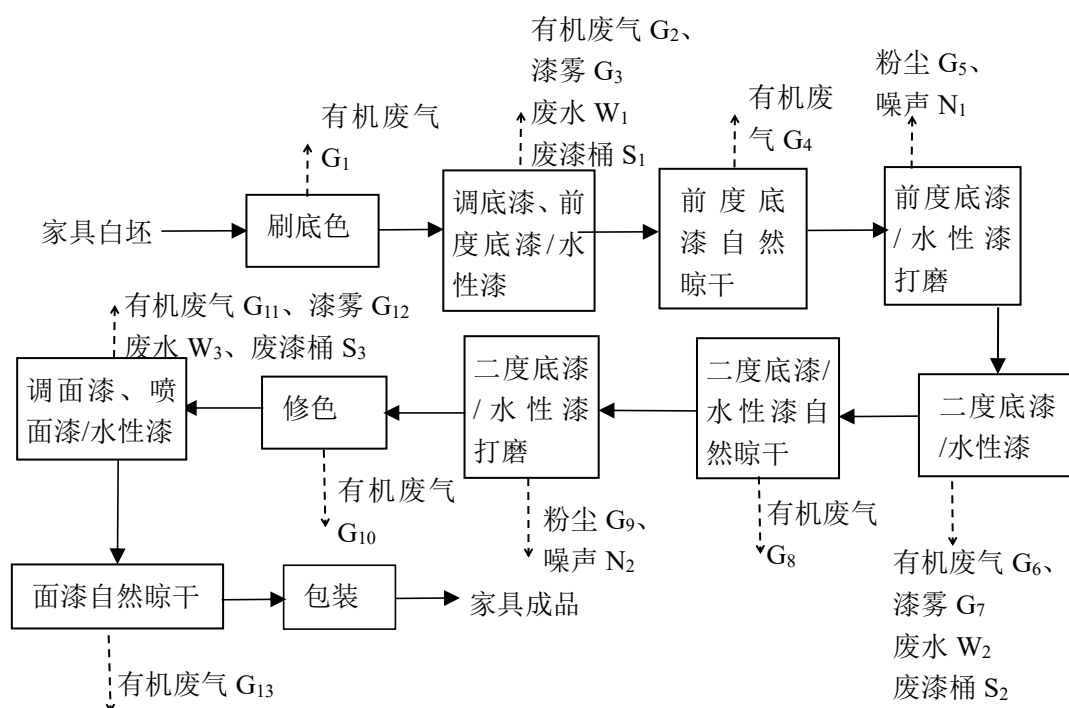 有机废气
G₁
有机废气 G₂、
漆雾 G₃
废水 W₁
废漆桶 S₁
有机废
气 G₄
粉尘 G₅、
噪声 N₁
家具白坯
刷底色
调底漆、前
度底漆/水
性漆
前度底
漆自然
晾干
前度底漆
/水性漆
打磨
有机废气 G₁₁、漆雾 G₁₂
废水 W₃、废漆桶 S₃
调面漆、喷
面漆/水性漆
修色
二度底漆
/水性漆
打磨
二度底漆/
水性漆自
然晾干
二度底漆
/水性漆
有机废气
G₁₀
粉尘 G₉、
噪声 N₂
有机废气
G₈
有机废气 G₆、
漆雾 G₇
废水 W₂
废漆桶 S₂
面漆自然晾干
包装
家具成品
有机废气 G₁₃